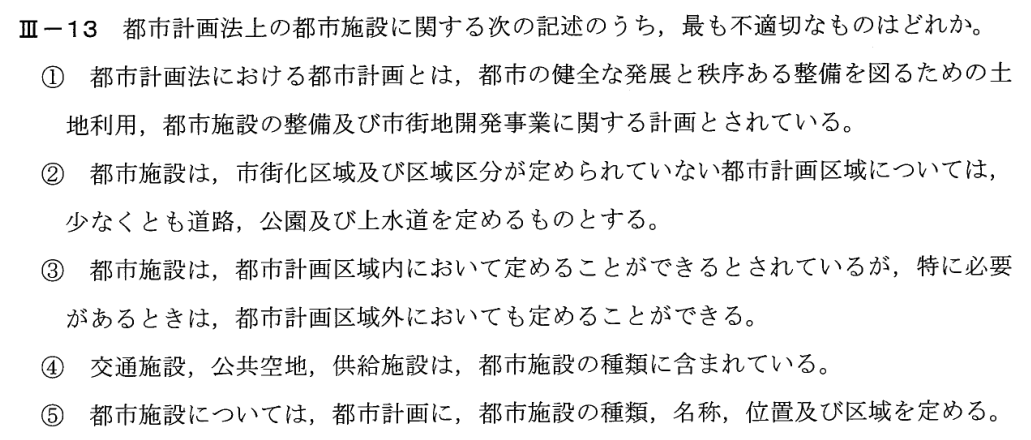 Ⅲ－13　都市計画法上の都市施設に関する次の記述のうち，最も不適切なものはどれか。
①　都市計画法における都市計画とは，都市の健全な発展と秩序ある整備を図るための土
地利用，都市施設の整備及び市街地開発事業に関する計画とされている。
②　都市施設は，市街化区域及び区域区分が定められていない都市計画区域については，
少なくとも道路，公園及び上水道を定めるものとする。
③　都市施設は，都市計画区域内において定めることができるとされているが，特に必要
があるときは，都市計画区域外においても定めることができる。
④　交通施設，公共空地，供給施設は，都市施設の種類に含まれている。
⑤　都市施設については，都市計画に，都市施設の種類，名称，位置及び区域を定める。